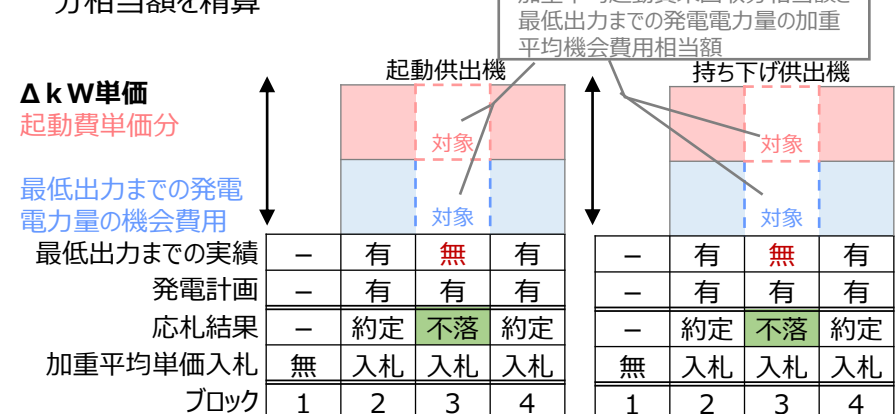 分相当額を精算
最低出力までの発電電力量の加重
平均機会費用相当額
起動供出機
持ち下げ供出機
ΔkW単価
起動費単価分
対象
対象
最低出力までの発電
電力量の機会費用
対象
対象
最低出力までの実績 – 有 無 有 – 有 無 有
発電計画 – 有 有 有 – 有 有 有
応札結果 – 約定 不落 約定 – 約定 不落 約定
加重平均単価入札 無 入札 入札 入札 無 入札 入札 入札
ブロック 1 2 3 4 1 2 3 4